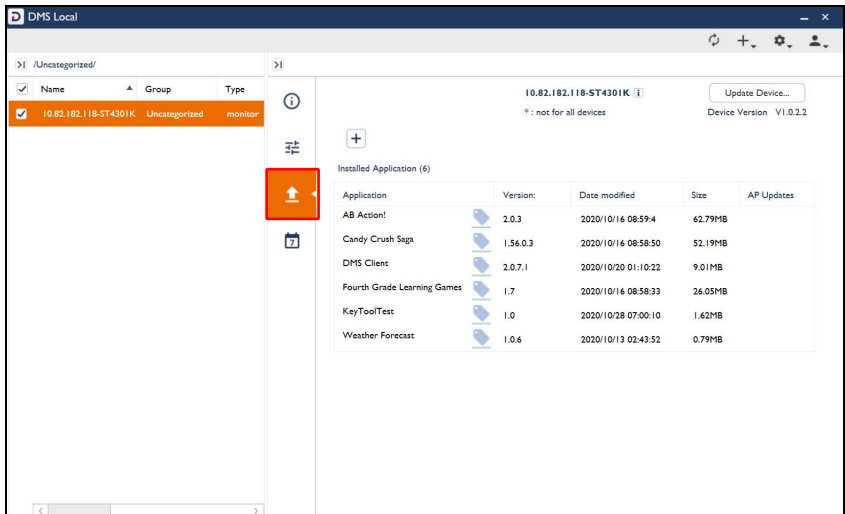 DMS Local
/Uncategorized/
Name Group Type
10.82.182.118-ST4301K Uncategorized monitor
10.82.182.118-ST4301K i
* : not for all devices
Update Device...
Device Version V1.0.2.2
7
Installed Application (6)
Application Version: Date modified Size AP Updates
AB Action! 2.0.3 2020/10/16 08:59:4 62.79MB
Candy Crush Saga 1.56.0.3 2020/10/16 08:58:50 52.19MB
DMS Client 2.0.7.1 2020/10/20 01:10:22 9.01MB
Fourth Grade Learning Games 1.7 2020/10/16 08:58:33 26.05MB
KeyToolTest 1.0 2020/10/28 07:00:10 1.62MB
Weather Forecast 1.0.6 2020/10/13 02:43:52 0.79MB